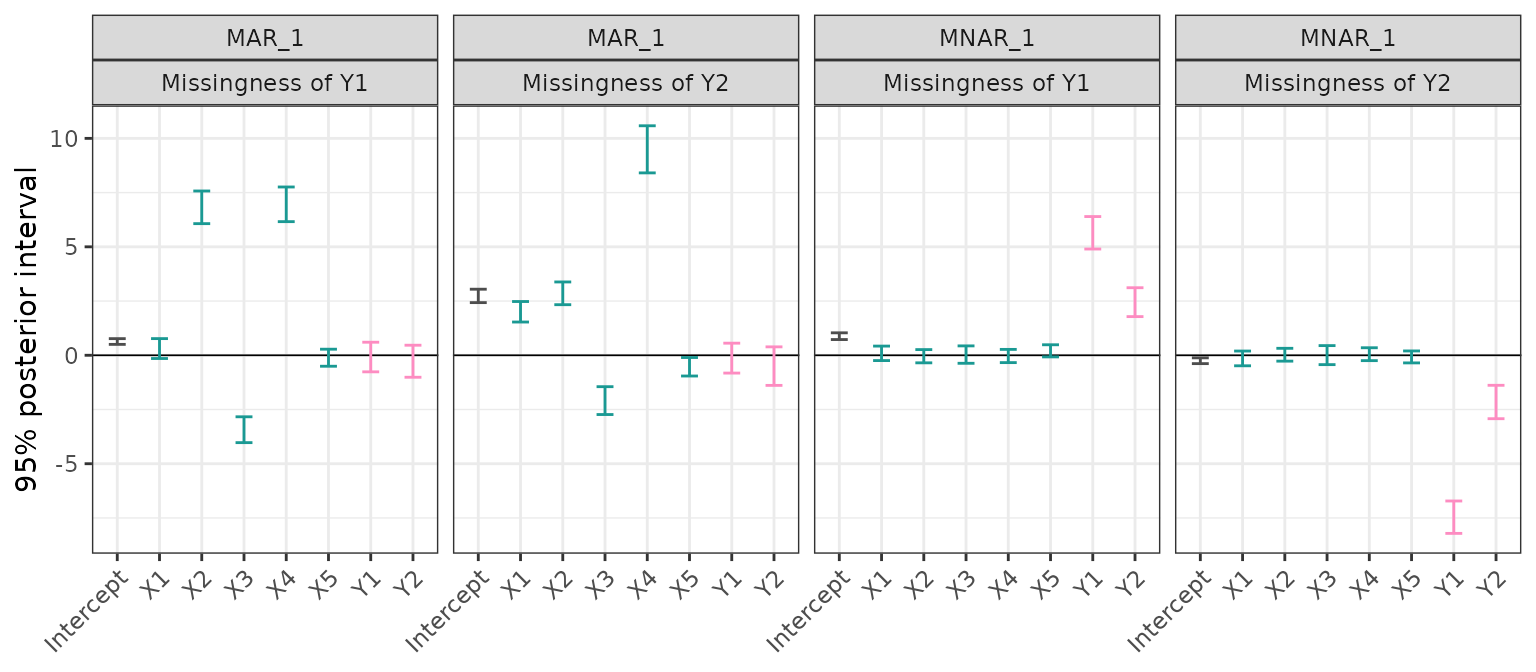 MAR_1 MAR_1 MNAR_1 MNAR_1
Missingness of Y1 Missingness of Y2 Missingness of Y1 Missingness of Y2
95% posterior interval
10
5
0
-5
Intercept X1 X2 X3 X4 X5 Y1 Y2 Intercept X1 X2 X3 X4 X5 Y1 Y2 Intercept X1 X2 X3 X4 X5 Y1 Y2 Intercept X1 X2 X3 X4 X5 Y1 Y2